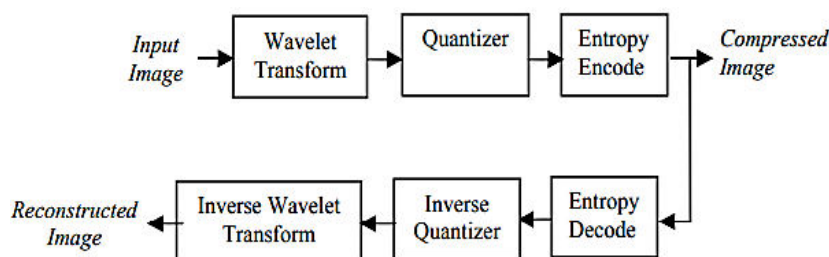 Input
Image
Wavelet
Transform
Quantizer
Entropy
Encode
Compressed
Image
Reconstructed
Image
Inverse Wavelet
Transform
Inverse
Quantizer
Entropy
Decode